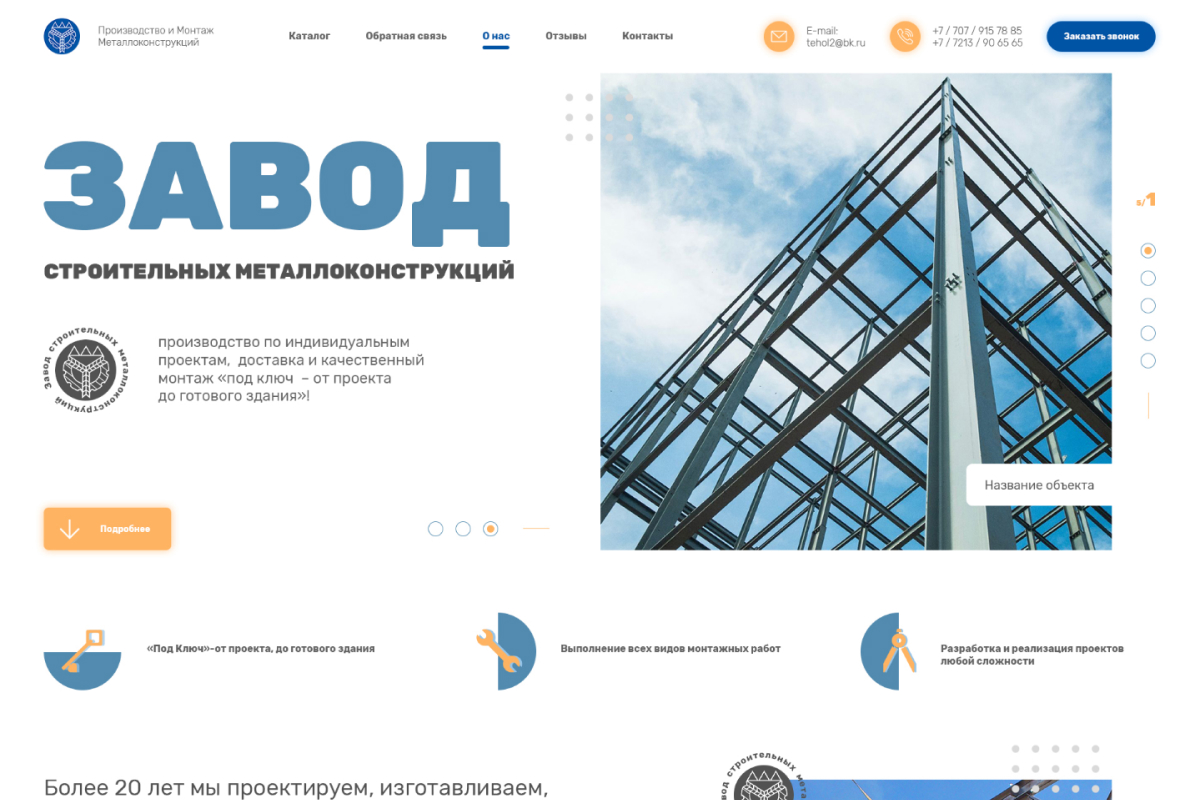 Производство и Монтаж
Металлоконструкций
Каталог
Обратная связь
О нас
Отзывы
Контакты
E-mail:
tehol2@bk.ru
+7 / 707 / 915 78 85
+7 / 7213 / 90 65 65
Заказать звонок
ЗАВОД
СТРОИТЕЛЬНЫХ МЕТАЛЛОКОНСТРУКЦИЙ
5/1
Завод строительных металлоконструкций
производство по индивидуальным
проектам, доставка и качественный
монтаж «под ключ – от проекта
до готового здания»!
Название объекта
Подробнее
«Под Ключ»-от проекта, до готового здания
Выполнение всех видов монтажных работ
Разработка и реализация проектов
любой сложности
Более 20 лет мы проектируем, изготавливаем,
строительных